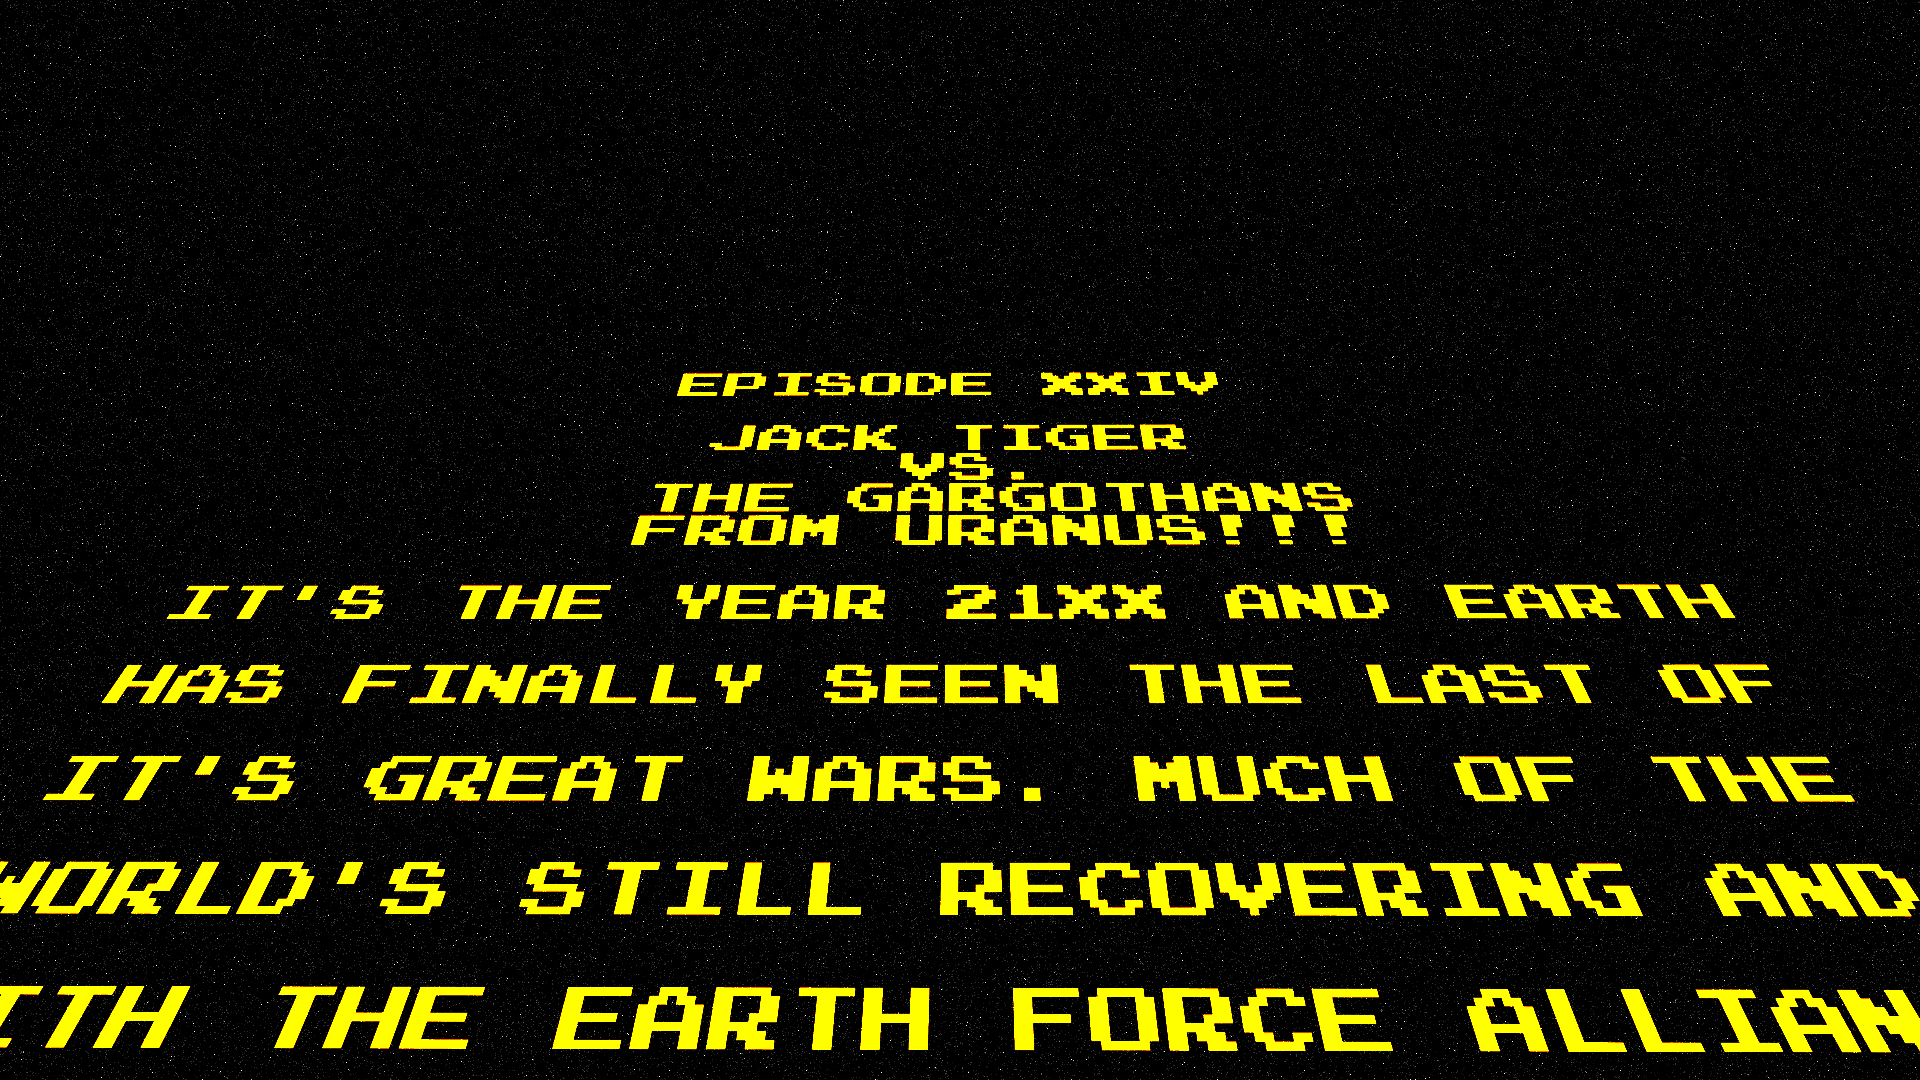 EPISODE XXIV
JACK TIGER
VS.
THE GARGOTHANS
FROM URANUS!!!
IT'S THE YEAR 21XX AND EARTH
HAS FINALLY SEEN THE LAST OF
IT'S GREAT WARS. MUCH OF THE
WORLD'S STILL RECOVERING AND
THE EARTH FORCE